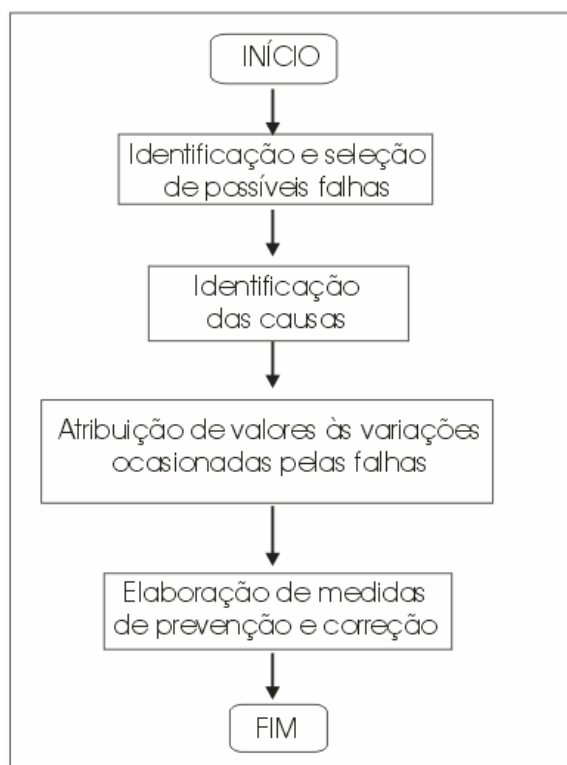 INÍCIO
Identificação e seleção
de possíveis falhas
Identificação
das causas
Atribuição de valores às variações
ocasionadas pelas falhas
Elaboração de medidas
de prevenção e correção
FIM